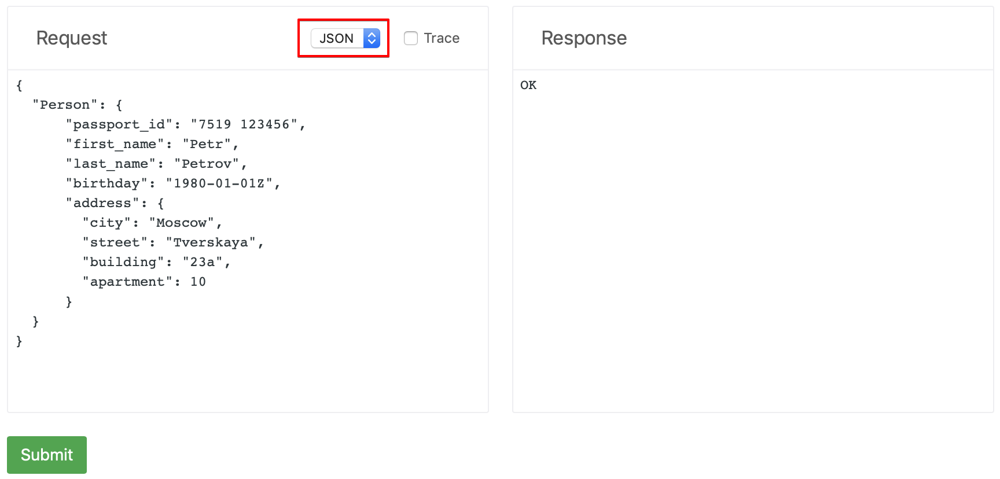 Request
JSON
Trace
{
  "Person": {
      "passport_id": "7519 123456",
      "first_name": "Petr",
      "last_name": "Petrov",
      "birthday": "1980-01-01Z",
      "address": {
        "city": "Moscow",
        "street": "Tverskaya",
        "building": "23a",
        "apartment": 10
      }
  }
}
Response
OK
Submit